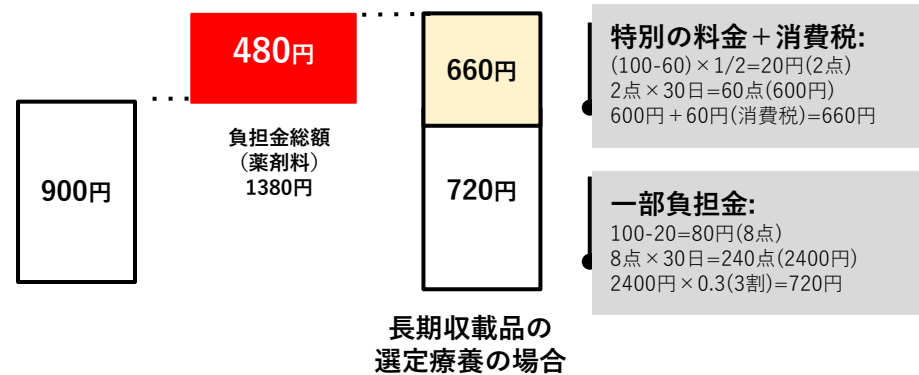 900円
480円
負担金総額
(薬剤料)
1380円
660円
720円
長期収載品の
選定療養の場合
特別の料金＋消費税:
(100-60)×1/2=20円(2点)
2点×30日=60点(600円)
600円＋60円(消費税)=660円
一部負担金:
100-20=80円(8点)
8点×30日=240点(2400円)
2400円×0.3(3割)=720円